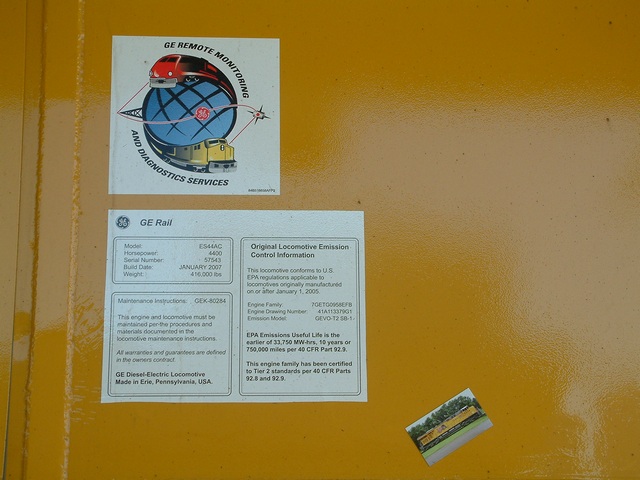 GE REMOTE MONITORING
AND DIAGNOSTICS SERVICES
GE Rail
Model: ES44AC
Horsepower: 4400
Serial Number: 57543
Build Date: JANUARY 2007
Weight: 416,000 lbs
Maintenance Instructions: GEK-80284
This engine and locomotive must be
maintained per-the procedures and
materials documented in the
locomotive maintenance instructions.
All warranties and guarantees are defined
in the owners contract.
GE Diesel-Electric Locomotive
Made in Erie, Pennsylvania, USA.
Original Locomotive Emission
Control Information
This locomotive conforms to U.S
EPA regulations applicable to
locomotives originally manufactured
on or after January 1, 2005.
Engine Family: 7GETG0958EFB
Engine Drawing Number: 41A113379G1
Emission Model: GEVO-T2 SB-1
EPA Emissions Useful Life is the
earlier of 33,750 MW-hrs, 10 years or
750,000 miles per 40 CFR Part 92.9.
This engine family has been certified
to Tier 2 standards per 40 CFR Parts
92.8 and 92.9.